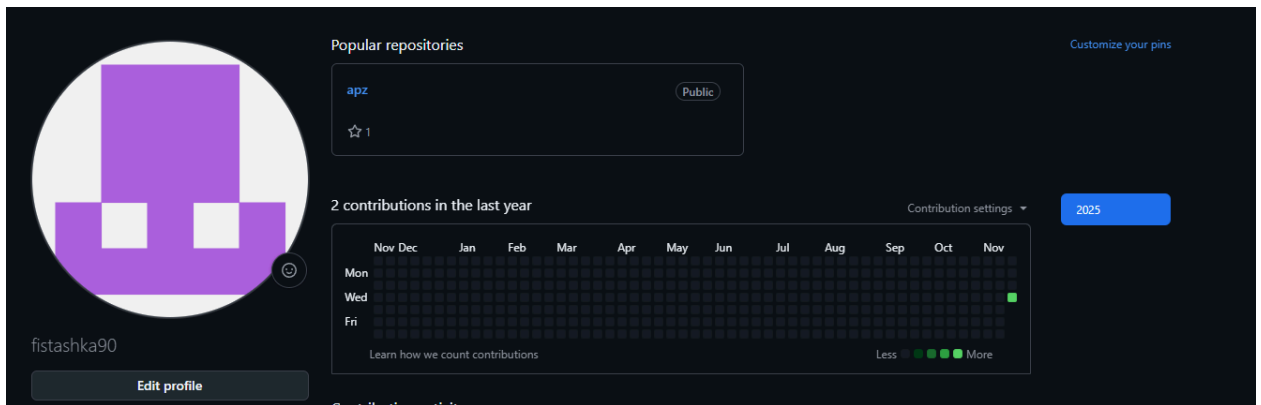 Popular repositories
Customize your pins
apz
Public
1
2 contributions in the last year
Contribution settings
2025
Nov Dec Jan Feb Mar Apr May Jun Jul Aug Sep Oct Nov
Mon
Wed
Fri
Learn how we count contributions
Less More
fistashka90
Edit profile